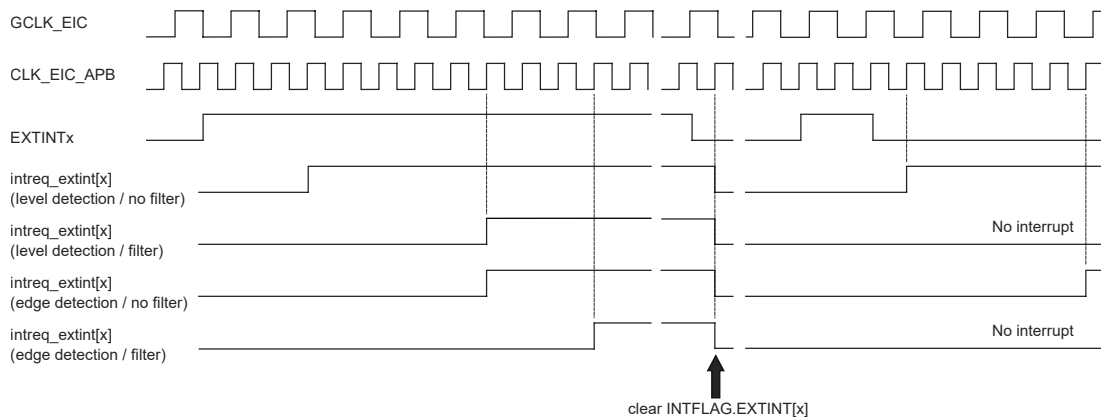 GCLK_EIC
CLK_EIC_APB
EXTINTx
intreq_extint[x]
(level detection / no filter)
intreq_extint[x]
(level detection / filter)
No interrupt
intreq_extint[x]
(edge detection / no filter)
intreq_extint[x]
(edge detection / filter)
No interrupt
clear INTFLAG.EXTINT[x]